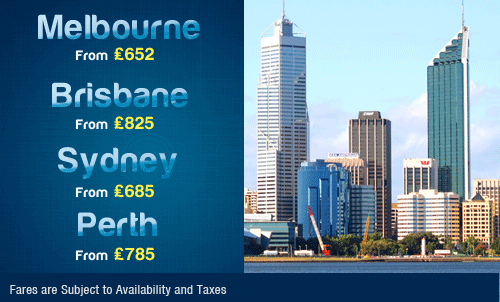 Melbourne
From £652
Brisbane
From £825
Sydney
From £685
Perth
From £785
Fares are Subject to Availability and Taxes